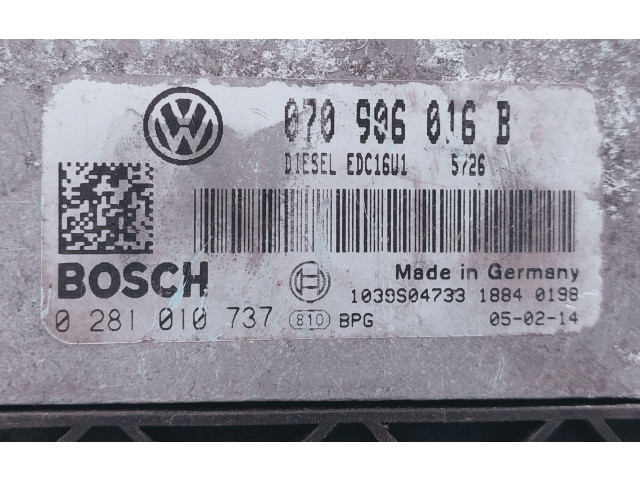 VW 070 906 016 B
DIESEL EDC16U1 5/26
BOSCH
Made in Germany
1039S04733 1884 0198
0 281 010 737 810 BPG 05-02-14